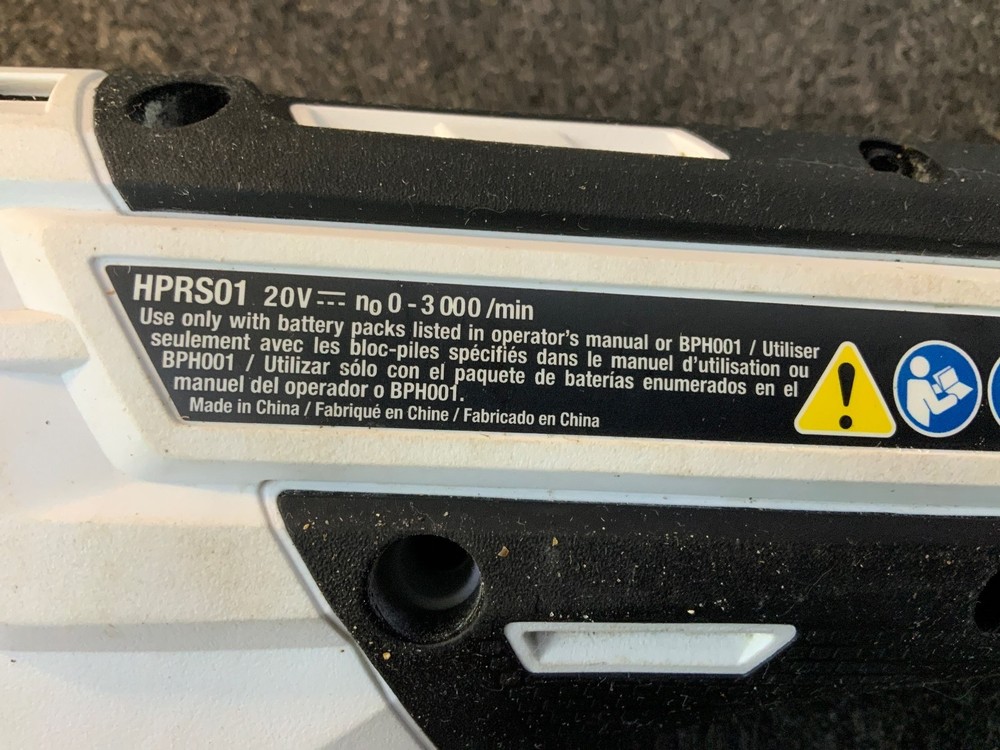 HPRS01 20V⎓ n₀ 0 - 3 000 /min
Use only with battery packs listed in operator's manual or BPH001 / Utiliser
seulement avec les bloc-piles spécifiés dans le manuel d'utilisation ou
BPH001 / Utilizar sólo con el paquete de baterías enumerados en el
manuel del operador o BPH001.
Made in China / Fabriqué en Chine / Fabricado en China